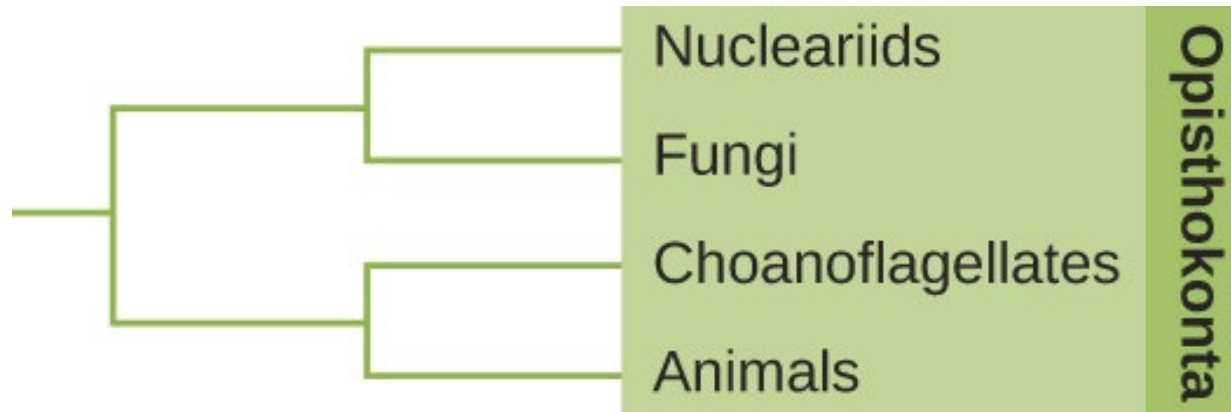 Nucleariids
Fungi
Choanoflagellates
Animals
Opisthokonta